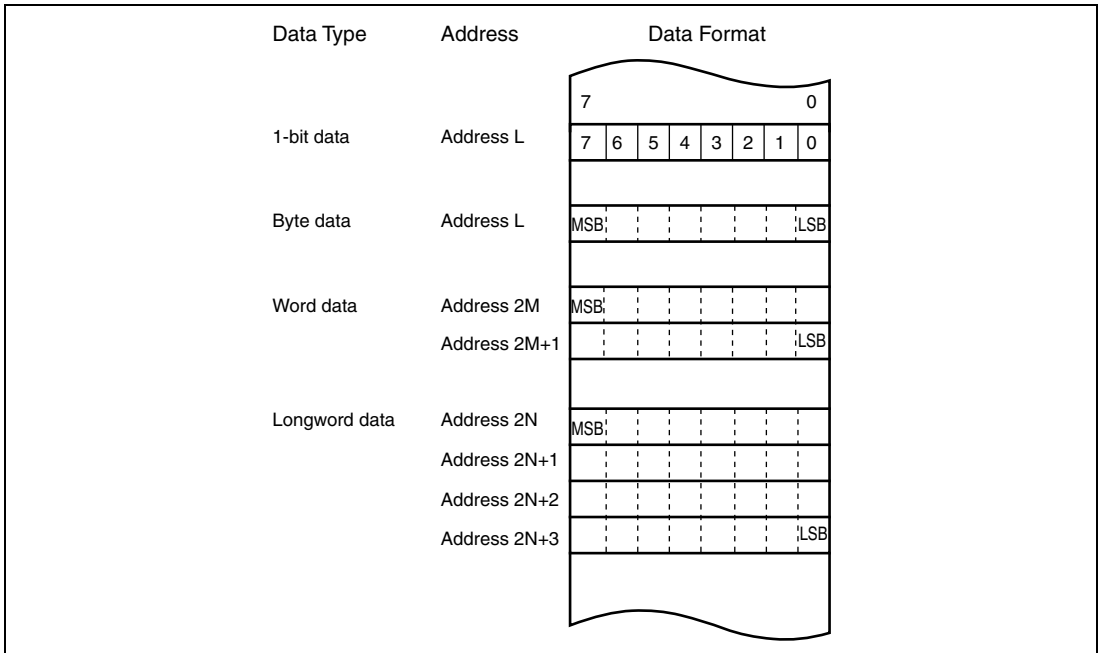 Data Type Address Data Format
7 0
1-bit data Address L 7 6 5 4 3 2 1 0
Byte data Address L MSB LSB
Word data Address 2M MSB
Address 2M+1 LSB
Longword data Address 2N MSB
Address 2N+1
Address 2N+2
Address 2N+3 LSB